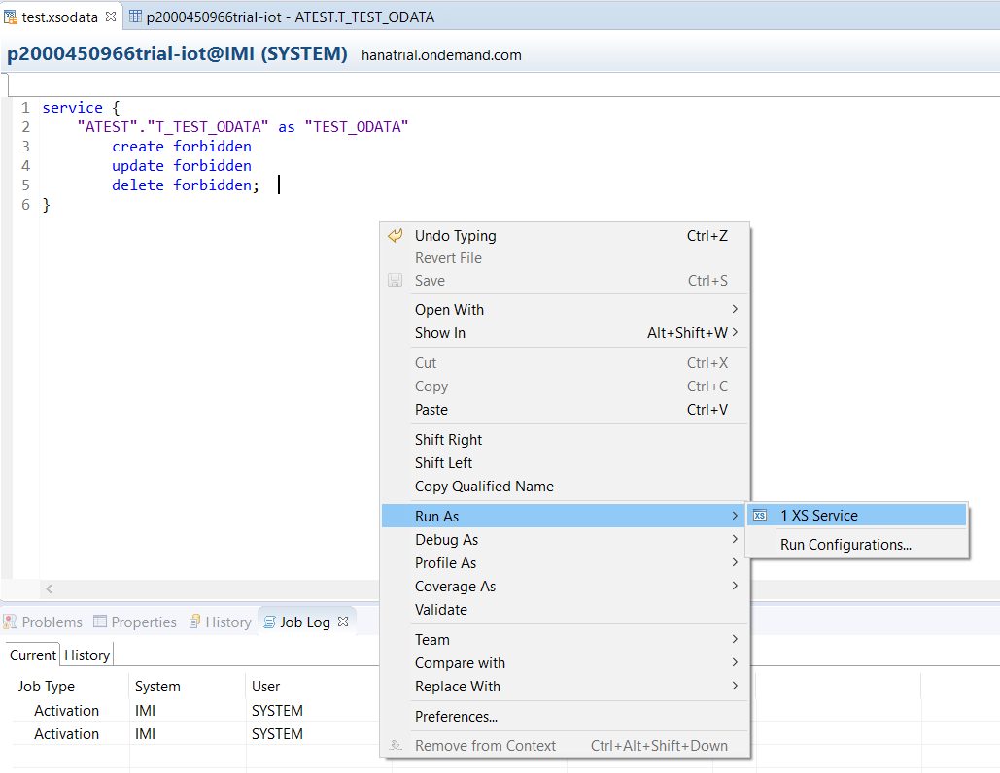 test.xsodata
p2000450966trial-iot - ATEST.T_TEST_ODATA
p2000450966trial-iot@IMI (SYSTEM) hanatrial.ondemand.com
1 service {
2 "ATEST"."T_TEST_ODATA" as "TEST_ODATA"
3 create forbidden
4 update forbidden
5 delete forbidden;
6 }
Undo Typing Ctrl+Z
Revert File
Save Ctrl+S
Open With
Show In Alt+Shift+W
Cut Ctrl+X
Copy Ctrl+C
Paste Ctrl+V
Shift Right
Shift Left
Copy Qualified Name
Run As
XS 1 XS Service
Run Configurations...
Debug As
Profile As
Coverage As
Validate
Team
Compare with
Replace With
Preferences...
Remove from Context Ctrl+Alt+Shift+Down
Problems Properties History Job Log
Current History
Job Type System User
Activation IMI SYSTEM
Activation IMI SYSTEM